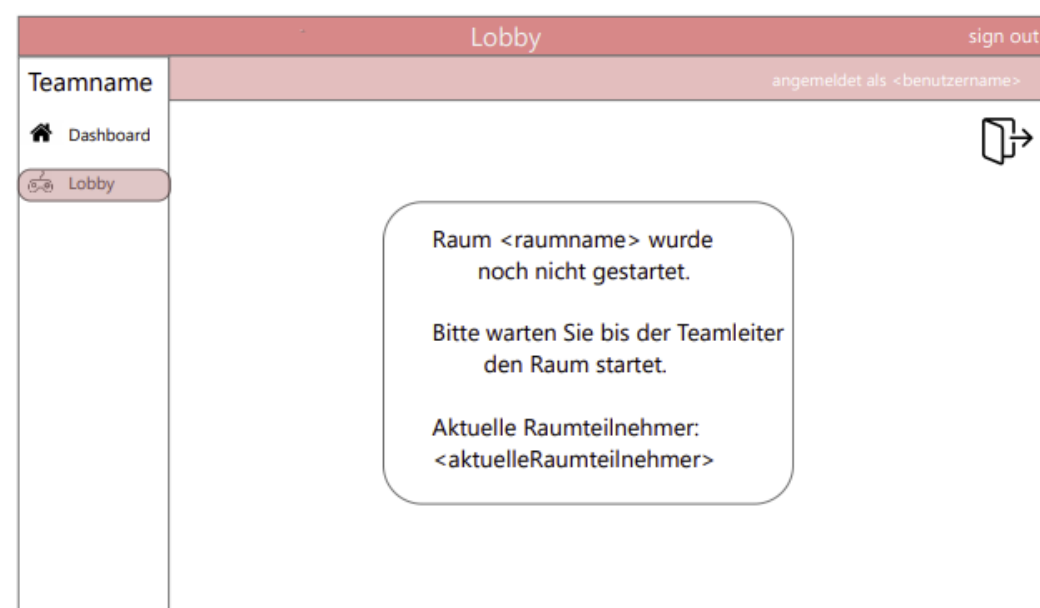 Lobby
sign out
Teamname
angemeldet als <benutzername>
Dashboard
Lobby
Raum <raumname> wurde
noch nicht gestartet.
Bitte warten Sie bis der Teamleiter
den Raum startet.
Aktuelle Raumteilnehmer:
<aktuelleRaumteilnehmer>